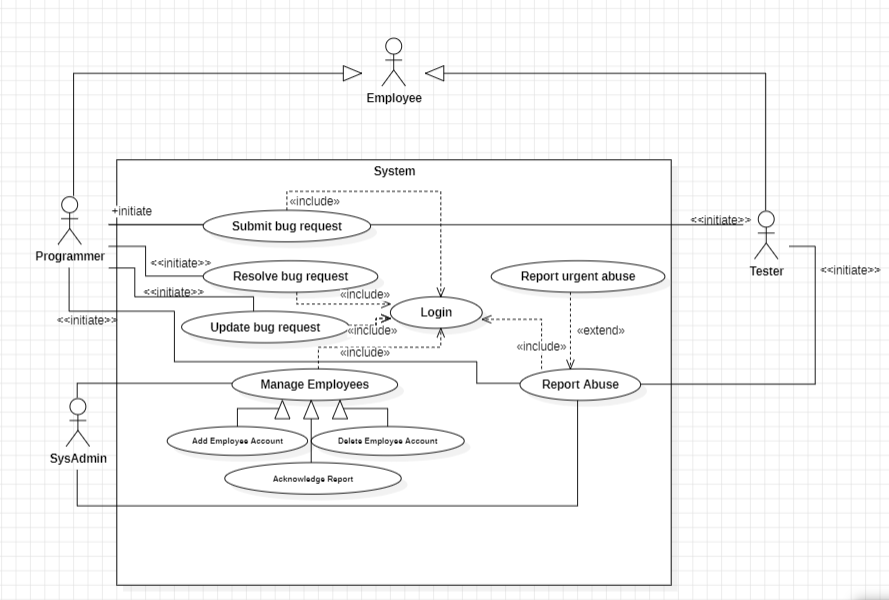 Employee
System
«include»
+initiate
<<initiate>>
Submit bug request
Programmer
Tester
<<initiate>>
<<initiate>>
Resolve bug request
Report urgent abuse
<<initiate>>
«include»
Login
<<initiate>>
Update bug request
«include»
«extend»
«include»
«include»
Manage Employees
Report Abuse
Add Employee Account
Delete Employee Account
SysAdmin
Acknowledge Report